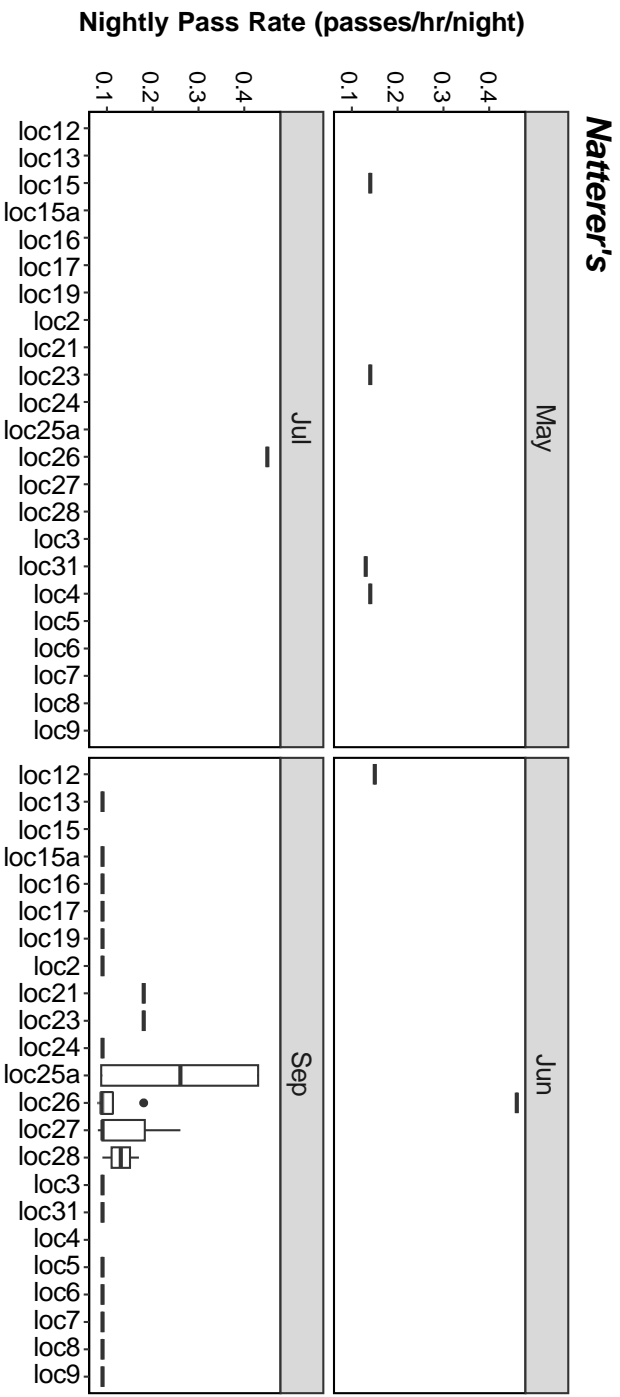 Natterer's
May
Jun
0.1
0.2
0.3
0.4
Jul
Sep
0.1
0.2
0.3
0.4
Nightly Pass Rate (passes/hr/night)
loc12
loc13
loc15
loc15a
loc16
loc17
loc19
loc2
loc21
loc23
loc24
loc25a
loc26
loc27
loc28
loc3
loc31
loc4
loc5
loc6
loc7
loc8
loc9
loc12
loc13
loc15
loc15a
loc16
loc17
loc19
loc2
loc21
loc23
loc24
loc25a
loc26
loc27
loc28
loc3
loc31
loc4
loc5
loc6
loc7
loc8
loc9